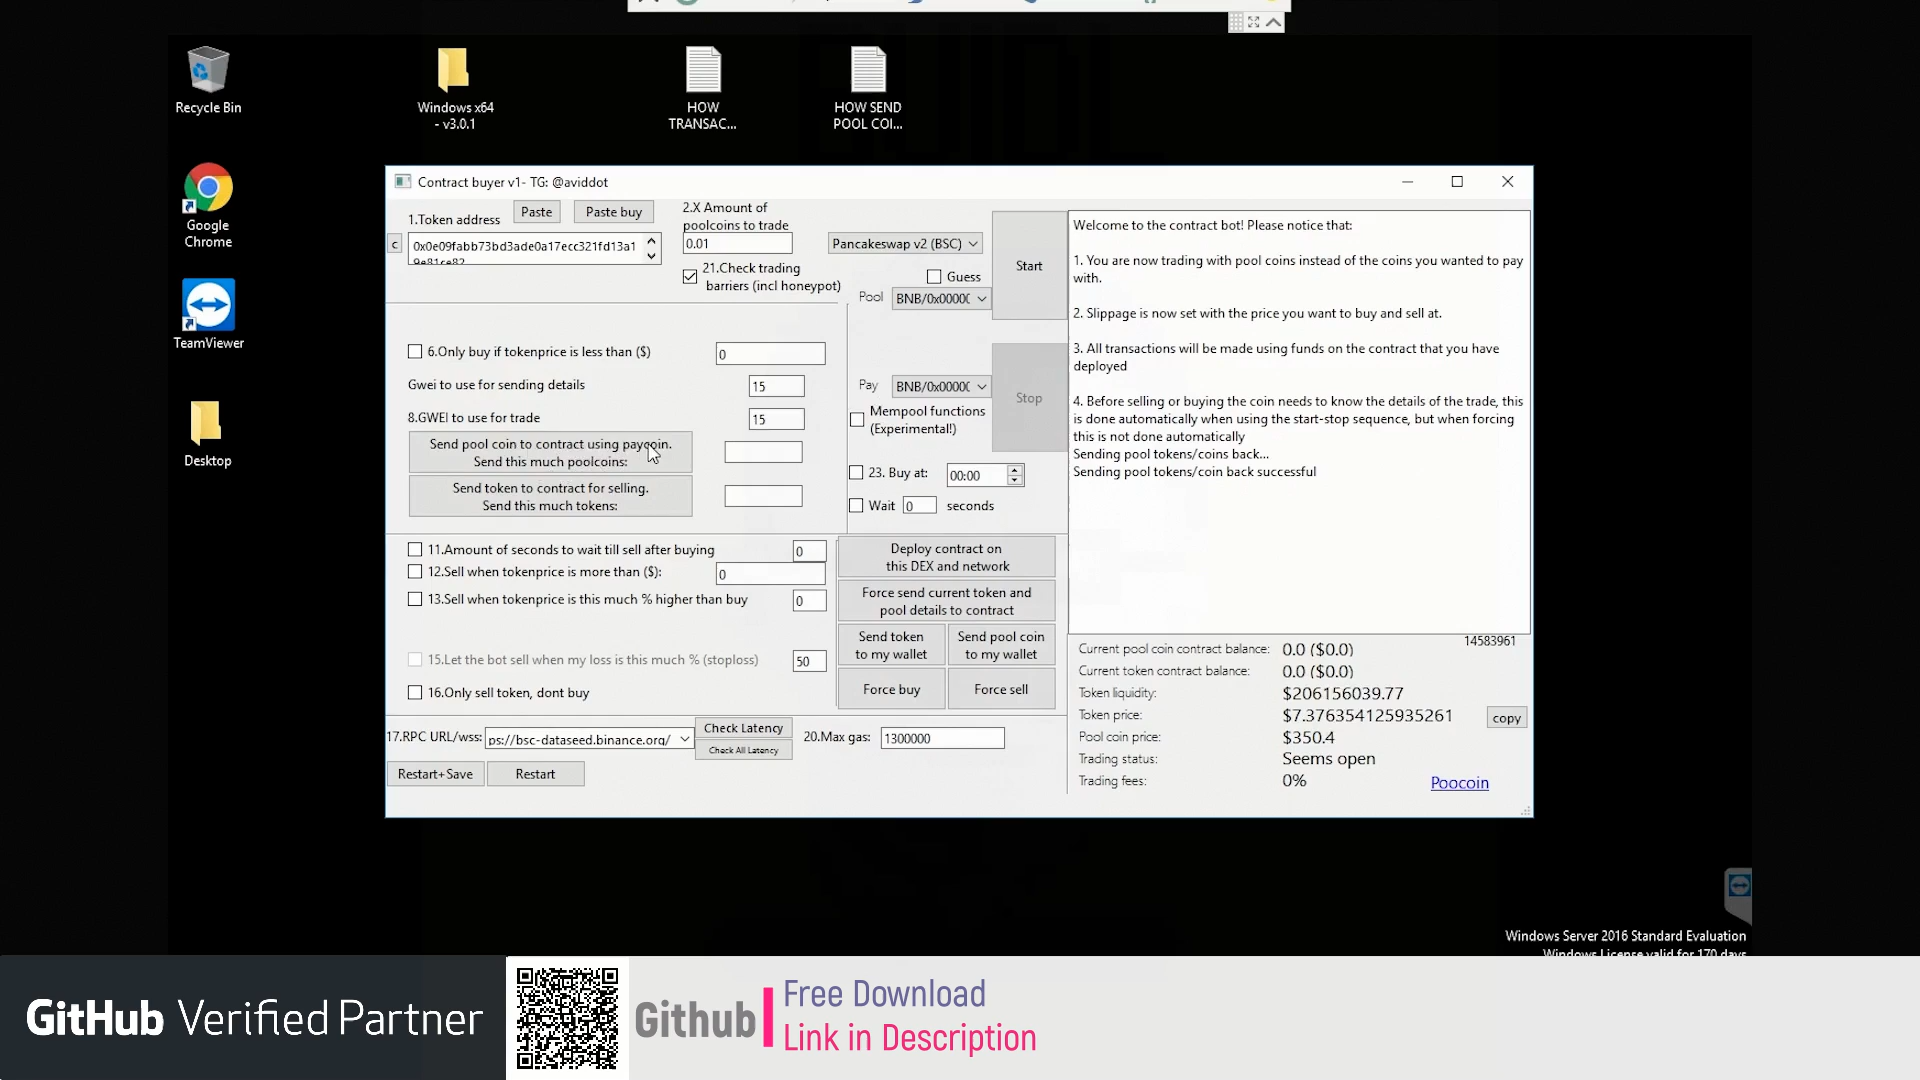 Recycle Bin
Windows x64
- v3.0.1
HOW
TRANSAC...
HOW SEND
POOL COI...
Google
Chrome
TeamViewer
Desktop
Contract buyer v1- TG: @aviddot
1.Token address
Paste
Paste buy
c
0x0e09fabb73bd3ade0a17ecc321fd13a1
9e81ce82
2.X Amount of
poolcoins to trade
0.01
21.Check trading
barriers (incl honeypot)
Pancakeswap v2 (BSC)
Guess
Pool
BNB/0x0000(
Start
6.Only buy if tokenprice is less than ($)
0
Gwei to use for sending details
15
8.GWEI to use for trade
15
Send pool coin to contract using paycoin.
Send this much poolcoins:
Send token to contract for selling.
Send this much tokens:
Pay
BNB/0x0000(
Mempool functions
(Experimental!)
Stop
23. Buy at:
00:00
Wait
0
seconds
11.Amount of seconds to wait till sell after buying
0
12.Sell when tokenprice is more than ($):
0
13.Sell when tokenprice is this much % higher than buy
0
15.Let the bot sell when my loss is this much % (stoploss)
50
16.Only sell token, dont buy
Deploy contract on
this DEX and network
Force send current token and
pool details to contract
Send token
to my wallet
Send pool coin
to my wallet
Force buy
Force sell
17.RPC URL/wss:
ps://bsc-dataseed.binance.org/
Check Latency
Check All Latency
20.Max gas:
1300000
Restart+Save
Restart
Welcome to the contract bot! Please notice that:
1. You are now trading with pool coins instead of the coins you wanted to pay
with.
2. Slippage is now set with the price you want to buy and sell at.
3. All transactions will be made using funds on the contract that you have
deployed
4. Before selling or buying the coin needs to know the details of the trade, this
is done automatically when using the start-stop sequence, but when forcing
this is not done automatically
Sending pool tokens/coins back...
Sending pool tokens/coin back successful
14583961
Current pool coin contract balance: 0.0 ($0.0)
Current token contract balance: 0.0 ($0.0)
Token liquidity: $206156039.77
Token price: $7.376354125935261
copy
Pool coin price: $350.4
Trading status: Seems open
Trading fees: 0%
Poocoin
Windows Server 2016 Standard Evaluation
Windows License valid for 170 days
GitHub Verified Partner
Github
Free Download
Link in Description